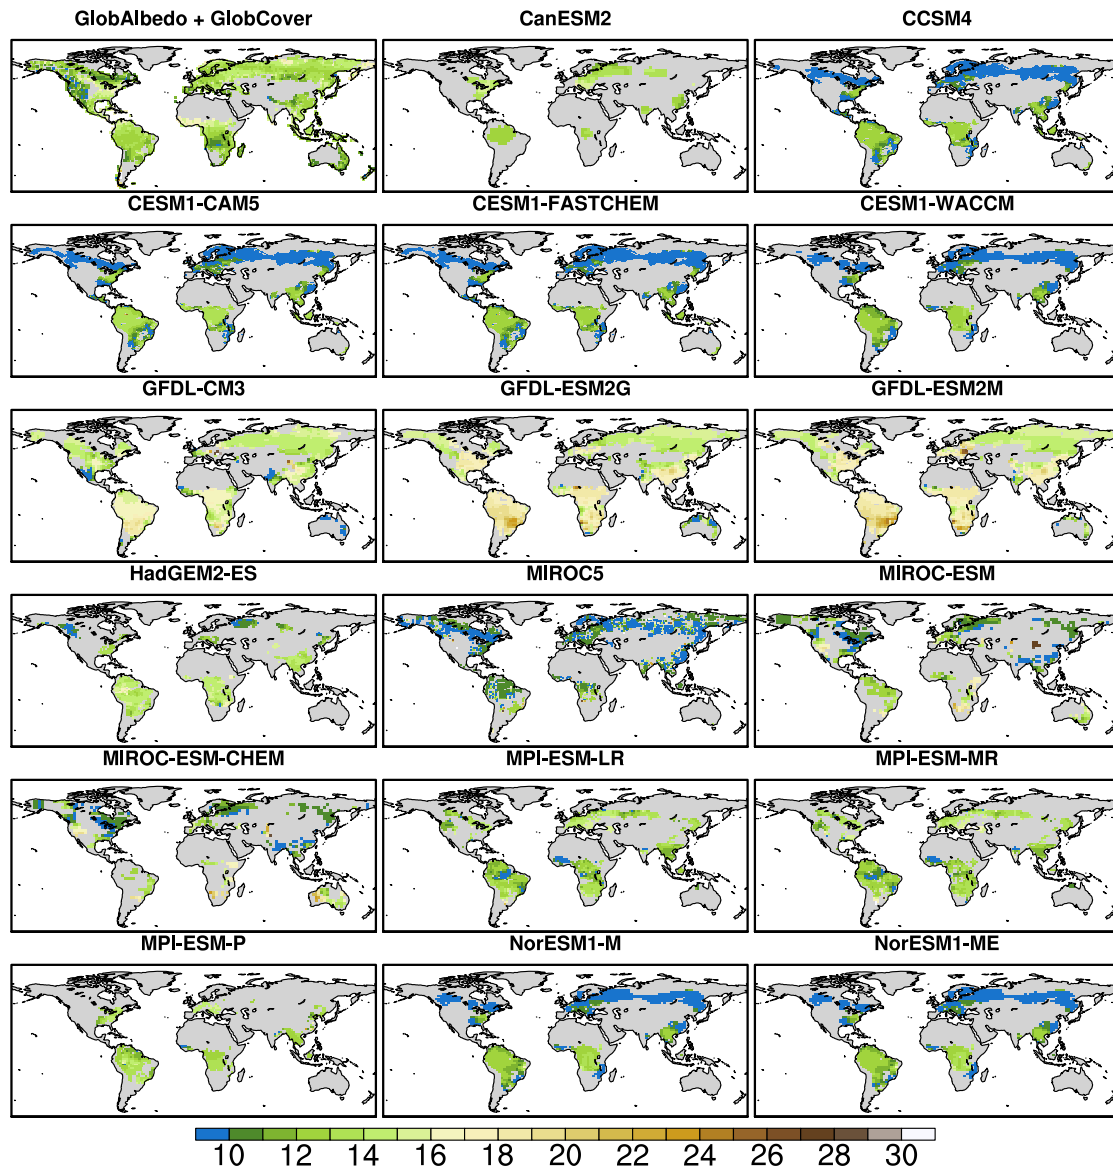 GlobAlbedo + GlobCover CanESM2 CCSM4
CESM1-CAM5 CESM1-FASTCHEM CESM1-WACCM
GFDL-CM3 GFDL-ESM2G GFDL-ESM2M
HadGEM2-ES MIROC5 MIROC-ESM
MIROC-ESM-CHEM MPI-ESM-LR MPI-ESM-MR
MPI-ESM-P NorESM1-M NorESM1-ME
10 12 14 16 18 20 22 24 26 28 30